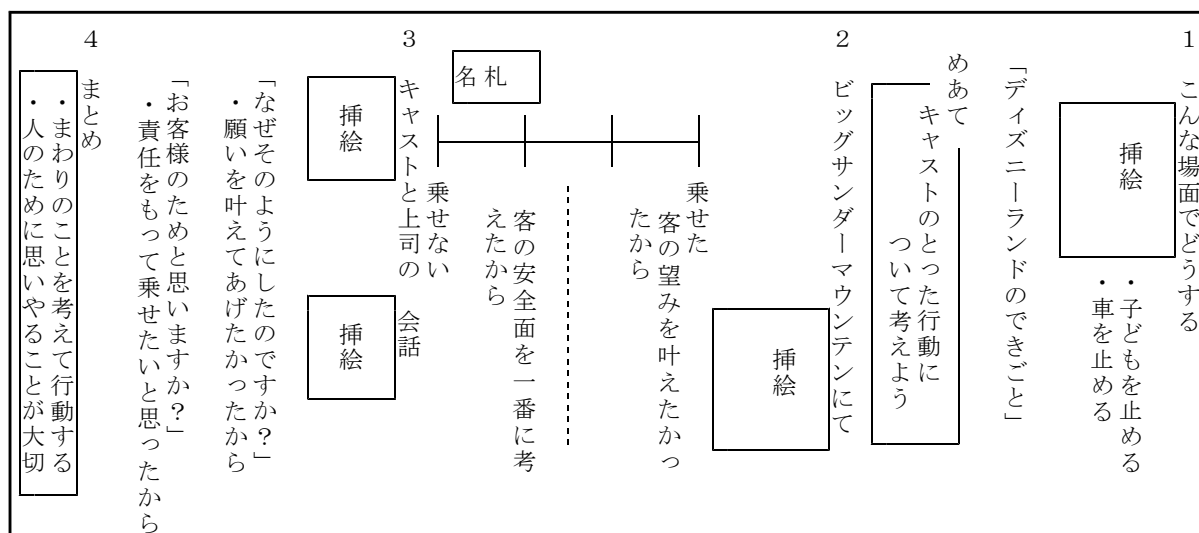 1
こんな場面でどうする
挿絵
・子どもを止める
・車を止める
「ディズニーランドのできごと」
めあて
キャストのとった行動に
ついて考えよう
2
ビッグサンダーマウンテンにて
挿絵
乗せた
客の望みを叶えたかっ
たから
客の安全面を一番に考
えたから
乗せない
名札
3
キャストと上司の 会話
挿絵
挿絵
「なぜそのようにしたのですか?」
・願いを叶えてあげたかったから
「お客様のためと思いますか?」
・責任をもって乗せたいと思ったから
4
まとめ
・まわりのことを考えて行動する
・人のために思いやることが大切